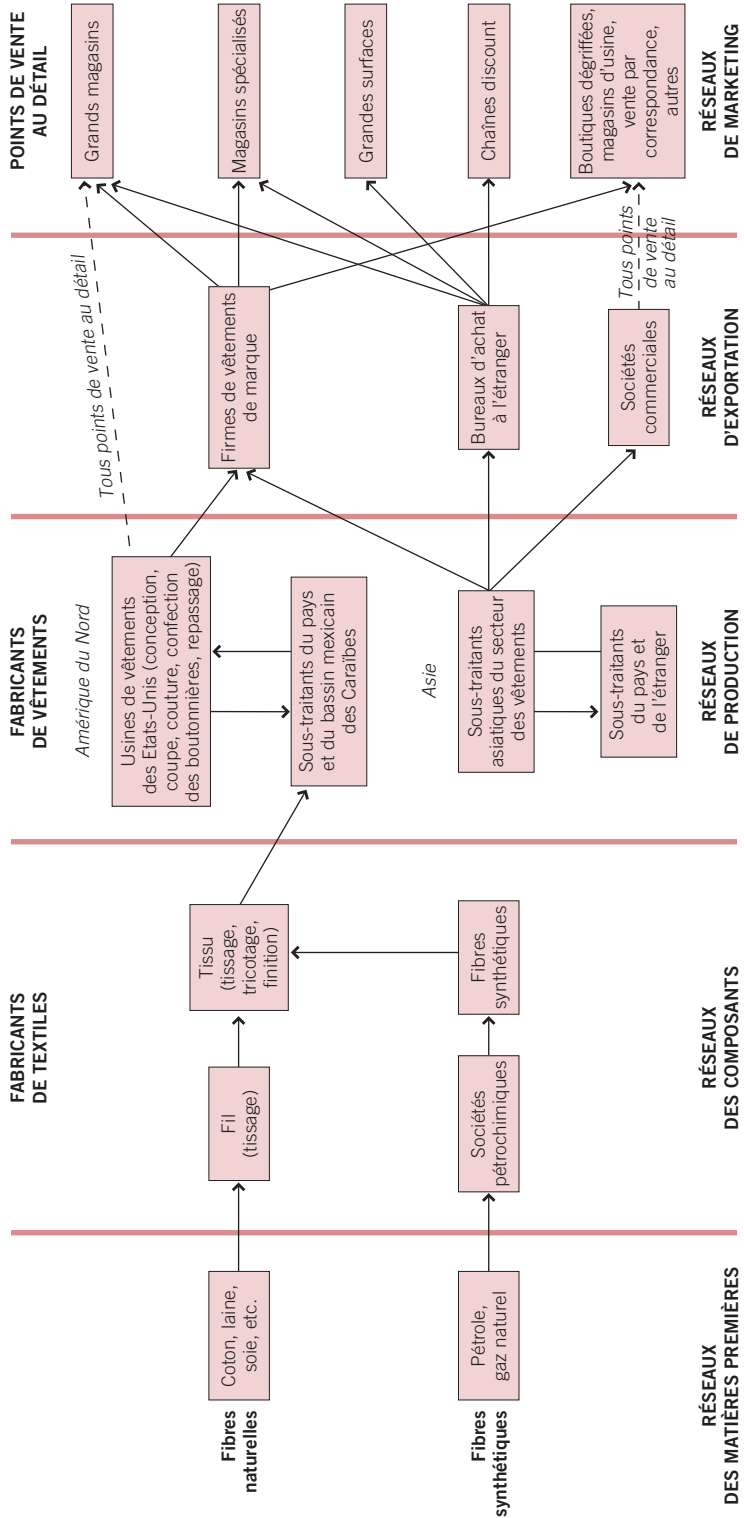 FABRICANTS
DE TEXTILES
FABRICANTS
DE VÊTEMENTS
POINTS DE VENTE
AU DÉTAIL
Fibres
naturelles
Coton, laine,
soie, etc.
Fil
(tissage)
Tissu
(tissage,
tricotage,
finition)
Amérique du Nord
Usines de vêtements
des Etats-Unis (conception,
coupe, couture, confection
des boutonnières, repassage)
Sous-traitants du pays
et du bassin mexicain
des Caraïbes
Tous points de vente au détail
Firmes de vêtements
de marque
Grands magasins
Magasins spécialisés
Grandes surfaces
Fibres
synthétiques
Pétrole,
gaz naturel
Sociétés
pétrochimiques
Fibres
synthétiques
Asie
Sous-traitants
asiatiques du secteur
des vêtements
Sous-traitants
du pays et
de l'étranger
Bureaux d'achat
à l'étranger
Sociétés
commerciales
Tous points
de vente
au détail
Chaînes discount
Boutiques dégriffées,
magasins d'usine,
vente par
correspondance,
autres
RÉSEAUX
DES MATIÈRES PREMIÈRES
RÉSEAUX
DES COMPOSANTS
RÉSEAUX
DE PRODUCTION
RÉSEAUX
D'EXPORTATION
RÉSEAUX
DE MARKETING